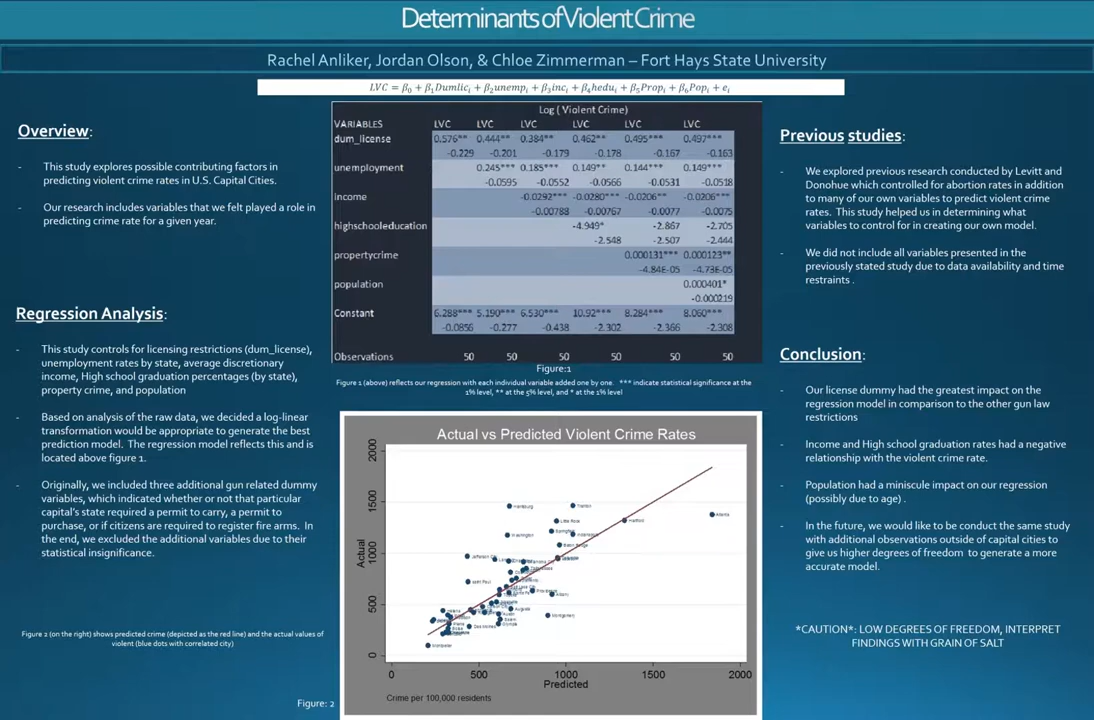 Determinants of Violent Crime
Rachel Anliker, Jordan Olson, & Chloe Zimmerman – Fort Hays State University
LVC = β₀ + β₁Dumlicᵢ + β₂unempᵢ + β₃incᵢ + β₄heduᵢ + β₅Propᵢ + β₆Popᵢ + eᵢ
Overview:
- This study explores possible contributing factors in
predicting violent crime rates in U.S. Capital Cities.
- Our research includes variables that we felt played a role in
predicting crime rate for a given year.
Regression Analysis:
- This study controls for licensing restrictions (dum_license),
unemployment rates by state, average discretionary
income, High school graduation percentages (by state),
property crime, and population
- Based on analysis of the raw data, we decided a log-linear
transformation would be appropriate to generate the best
prediction model. The regression model reflects this and is
located above figure 1.
- Originally, we included three additional gun related dummy
variables, which indicated whether or not that particular
capital's state required a permit to carry, a permit to
purchase, or if citizens are required to register fire arms. In
the end, we excluded the additional variables due to their
statistical insignificance.
Figure 2 (on the right) shows predicted crime (depicted as the red line) and the actual values of
violent (blue dots with correlated city)
Figure: 2
Log ( Violent Crime)
VARIABLES LVC LVC LVC LVC LVC LVC
dum_license 0.576** 0.444** 0.384** 0.462** 0.495*** 0.497***
-0.229 -0.201 -0.179 -0.178 -0.167 -0.163
unemployment 0.245*** 0.185*** 0.149** 0.144*** 0.149***
-0.0595 -0.0552 -0.0566 -0.0531 -0.0518
Income -0.0292*** -0.0280*** -0.0206** -0.0206***
-0.00788 -0.00767 -0.0077 -0.0075
highschooleducation -4.949* -2.867 -2.705
-2.548 -2.507 -2.444
propertycrime 0.000131*** 0.000123**
-4.84E-05 -4.73E-05
population 0.000401*
-0.000219
Constant 6.288*** 5.190*** 6.530*** 10.92*** 8.284*** 8.060***
-0.0856 -0.277 -0.438 -2.302 -2.366 -2.308
Observations 50 50 50 50 50 50
Figure:1
Figure 1 (above) reflects our regression with each individual variable added one by one. *** indicate statistical significance at the
1% level, ** at the 5% level, and * at the 1% level
Actual vs Predicted Violent Crime Rates
Actual
2000
1500
1000
500
0
Harrisburg
Trenton
Little Rock
Hartford
Atlanta
Springfield
Washington
Baton Rouge
Jefferson City
Saint Paul
Providence
Albany
Augusta
Montgomery
Austin
Salem
Olympia
Des Moines
Helena
Montpelier
0 500 1000 1500 2000
Predicted
Crime per 100,000 residents
Previous studies:
- We explored previous research conducted by Levitt and
Donohue which controlled for abortion rates in addition
to many of our own variables to predict violent crime
rates. This study helped us in determining what
variables to control for in creating our own model.
- We did not include all variables presented in the
previously stated study due to data availability and time
restraints .
Conclusion:
- Our license dummy had the greatest impact on the
regression model in comparison to the other gun law
restrictions
- Income and High school graduation rates had a negative
relationship with the violent crime rate.
- Population had a miniscule impact on our regression
(possibly due to age) .
- In the future, we would like to be conduct the same study
with additional observations outside of capital cities to
give us higher degrees of freedom to generate a more
accurate model.
*CAUTION*: LOW DEGREES OF FREEDOM, INTERPRET
FINDINGS WITH GRAIN OF SALT